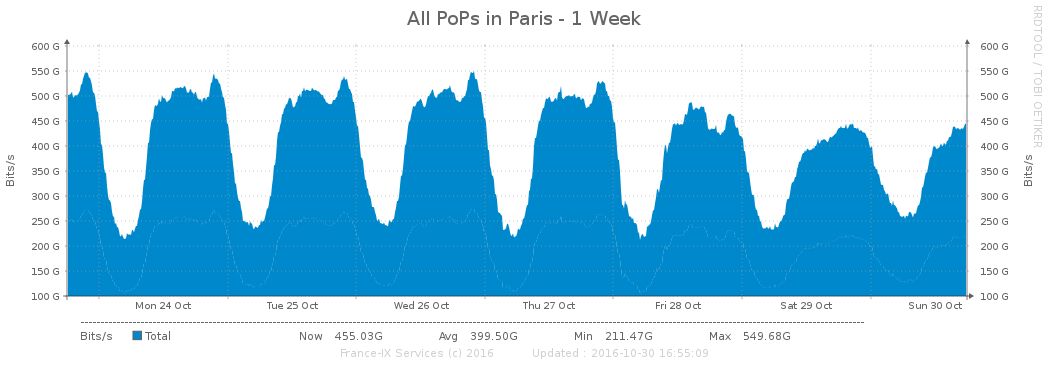 All PoPs in Paris - 1 Week
RRDTOOL / TOBI OETIKER
600 G 600 G
550 G 550 G
500 G 500 G
450 G 450 G
400 G 400 G
350 G 350 G
300 G 300 G
250 G 250 G
200 G 200 G
150 G 150 G
100 G 100 G
Bits/s
Bits/s
Mon 24 Oct Tue 25 Oct Wed 26 Oct Thu 27 Oct Fri 28 Oct Sat 29 Oct Sun 30 Oct
Bits/s Total Now 455.03G Avg 399.50G Min 211.47G Max 549.68G
France-IX Services (c) 2016 Updated : 2016-10-30 16:55:09